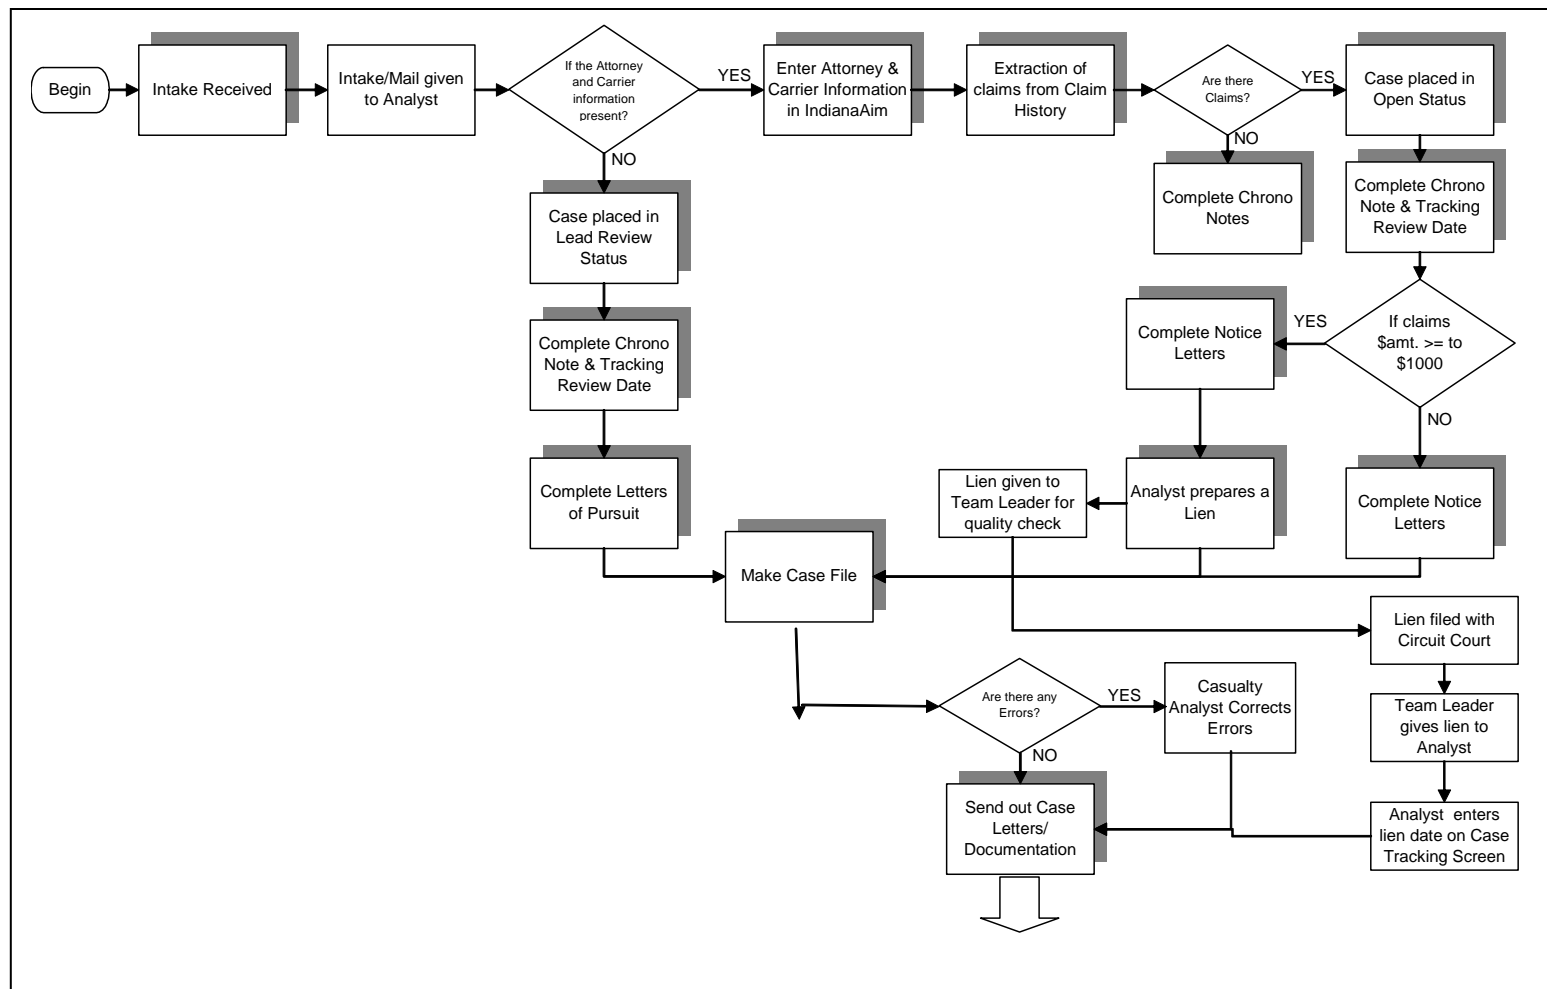 Begin
Intake Received
Intake/Mail given
to Analyst
If the Attorney
and Carrier
information
present?
YES
NO
Enter Attorney &
Carrier Information
in IndianaAim
Extraction of
claims from Claim
History
Are there
Claims?
YES
NO
Case placed in
Open Status
Complete Chrono
Notes
Complete Chrono
Note & Tracking
Review Date
Case placed in
Lead Review
Status
Complete Chrono
Note & Tracking
Review Date
Complete Letters
of Pursuit
If claims
$amt. >= to
$1000
YES
NO
Complete Notice
Letters
Analyst prepares a
Lien
Lien given to
Team Leader for
quality check
Complete Notice
Letters
Make Case File
Lien filed with
Circuit Court
Team Leader
gives lien to
Analyst
Analyst  enters
lien date on Case
Tracking Screen
Are there any
Errors?
YES
NO
Casualty
Analyst Corrects
Errors
Send out Case
Letters/
Documentation